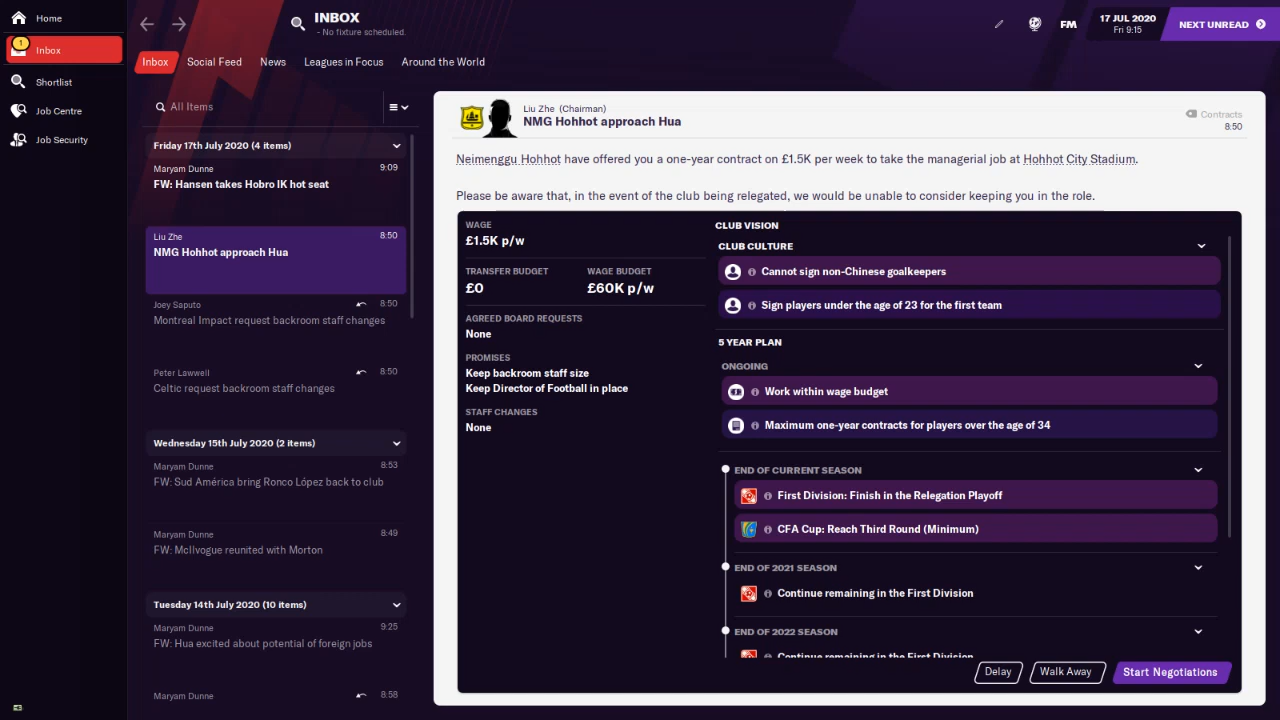 Home
1
Inbox
Shortlist
Job Centre
Job Security
INBOX
- No fixture scheduled.
FM
17 JUL 2020
Fri 9:15
NEXT UNREAD
Inbox
Social Feed
News
Leagues in Focus
Around the World
All Items
Friday 17th July 2020 (4 items)
Maryam Dunne 9:09
FW: Hansen takes Hobro IK hot seat
Liu Zhe 8:50
NMG Hohhot approach Hua
Joey Saputo 8:50
Montreal Impact request backroom staff changes
Peter Lawwell 8:50
Celtic request backroom staff changes
Wednesday 15th July 2020 (2 items)
Maryam Dunne 8:53
FW: Sud América bring Ronco López back to club
Maryam Dunne 8:49
FW: McIlvogue reunited with Morton
Tuesday 14th July 2020 (10 items)
Maryam Dunne 9:25
FW: Hua excited about potential of foreign jobs
Maryam Dunne 8:58
Liu Zhe (Chairman)
NMG Hohhot approach Hua
Contracts
8:50
Neimenggu Hohhot have offered you a one-year contract on £1.5K per week to take the managerial job at Hohhot City Stadium.
Please be aware that, in the event of the club being relegated, we would be unable to consider keeping you in the role.
WAGE
£1.5K p/w
TRANSFER BUDGET WAGE BUDGET
£0 £60K p/w
AGREED BOARD REQUESTS
None
PROMISES
Keep backroom staff size
Keep Director of Football in place
STAFF CHANGES
None
CLUB VISION
CLUB CULTURE
Cannot sign non-Chinese goalkeepers
Sign players under the age of 23 for the first team
5 YEAR PLAN
ONGOING
Work within wage budget
Maximum one-year contracts for players over the age of 34
END OF CURRENT SEASON
First Division: Finish in the Relegation Playoff
CFA Cup: Reach Third Round (Minimum)
END OF 2021 SEASON
Continue remaining in the First Division
END OF 2022 SEASON
Continue remaining in the First Division
Delay
Walk Away
Start Negotiations